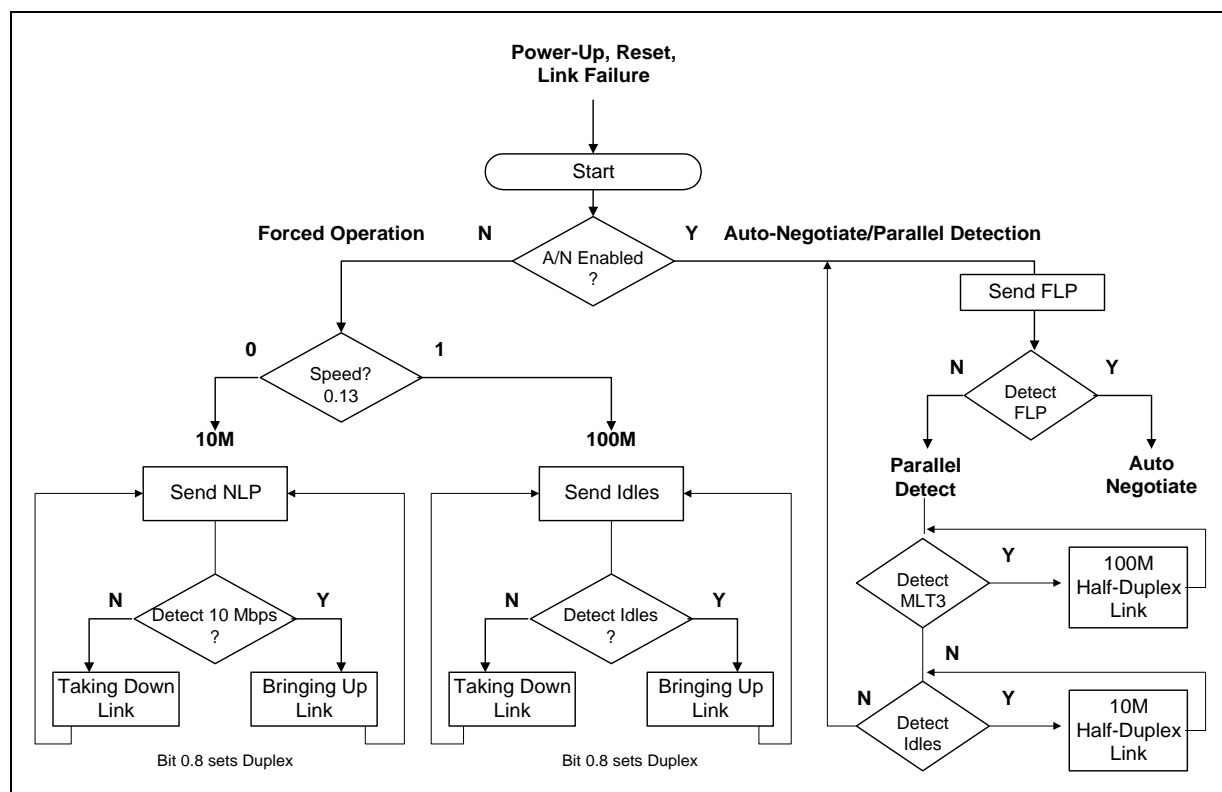 Power-Up, Reset,
Link Failure
Start
Forced Operation
N
Y
Auto-Negotiate/Parallel Detection
A/N Enabled
?
Send FLP
0
1
Speed?
0.13
N
Y
Detect
FLP
10M
100M
Parallel
Detect
Auto
Negotiate
Send NLP
Send Idles
Y
100M
Half-Duplex
Link
Detect
MLT3
N
Y
Detect 10 Mbps
?
N
Y
Detect Idles
?
N
Taking Down
Link
Bringing Up
Link
Taking Down
Link
Bringing Up
Link
N
Y
Detect
Idles
10M
Half-Duplex
Link
Bit 0.8 sets Duplex
Bit 0.8 sets Duplex